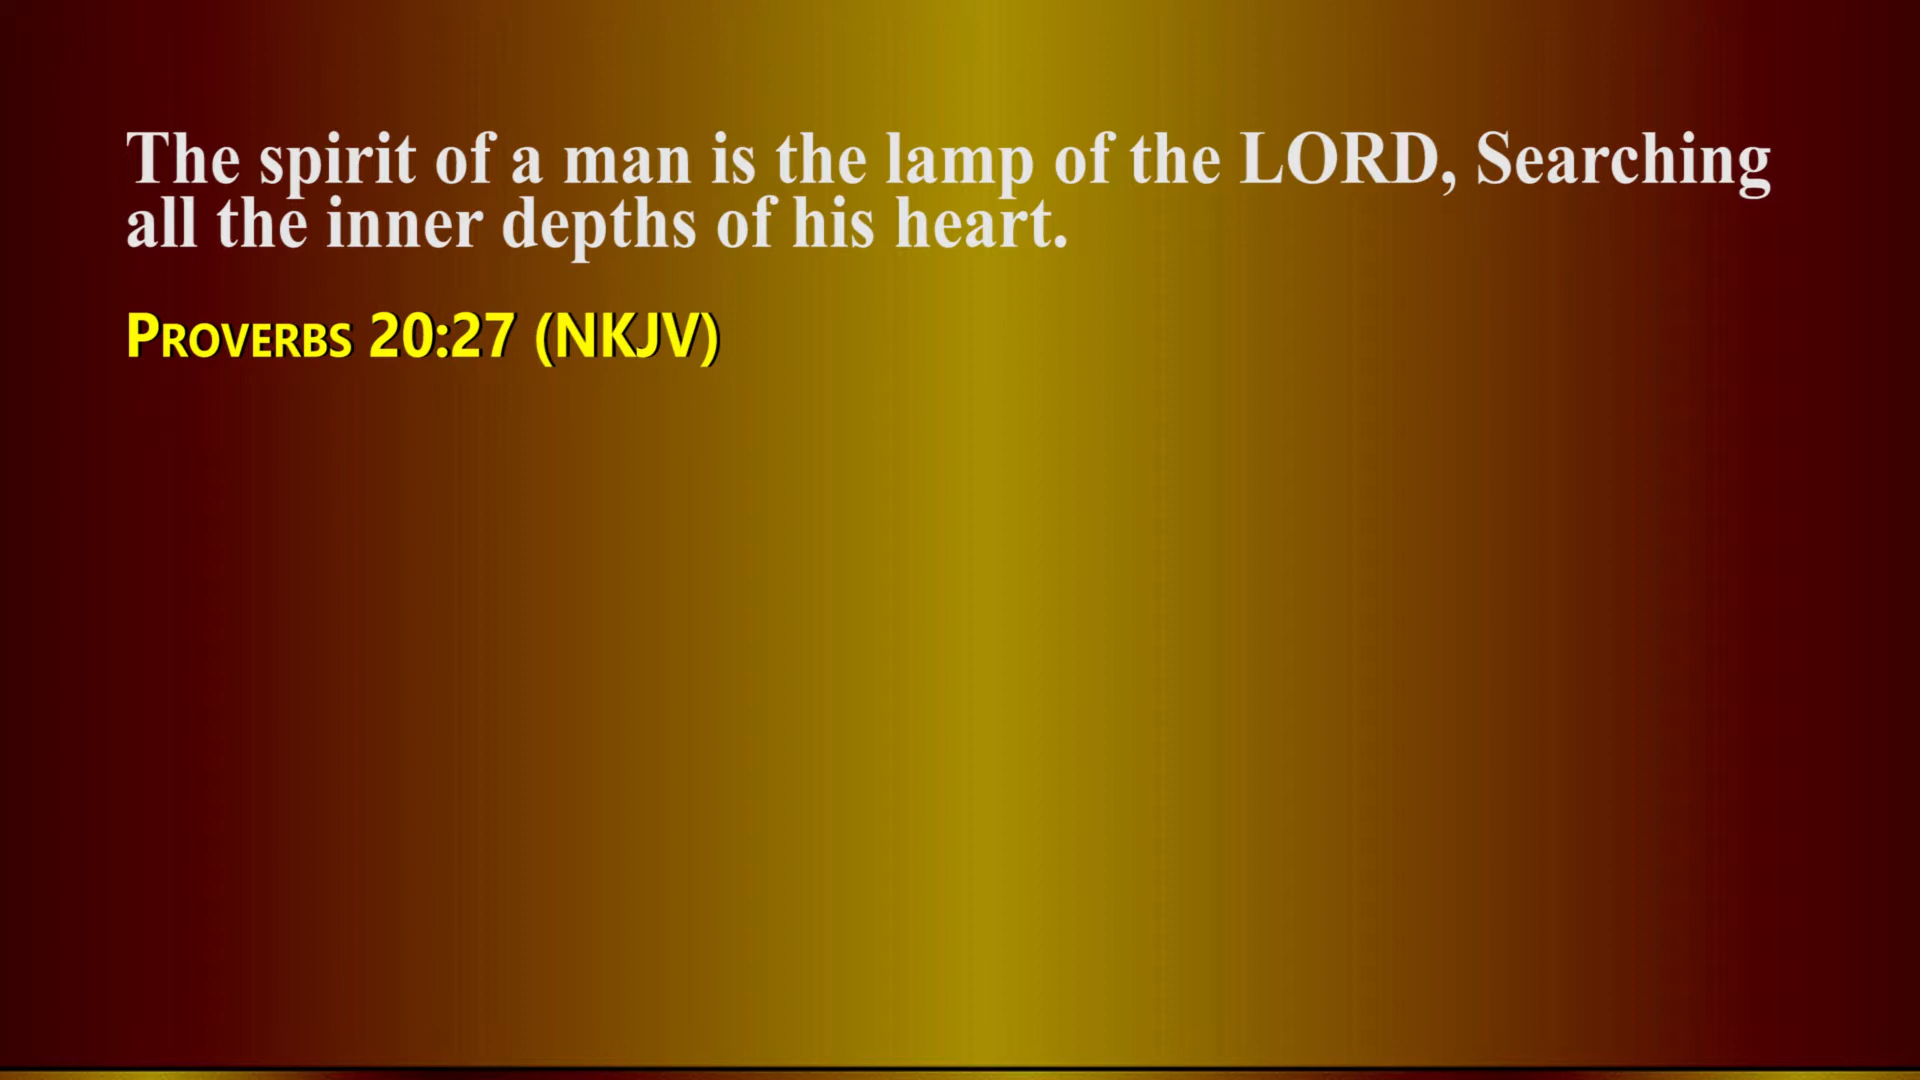 The spirit of a man is the lamp of the LORD, Searching
all the inner depths of his heart.
Proverbs 20:27 (NKJV)